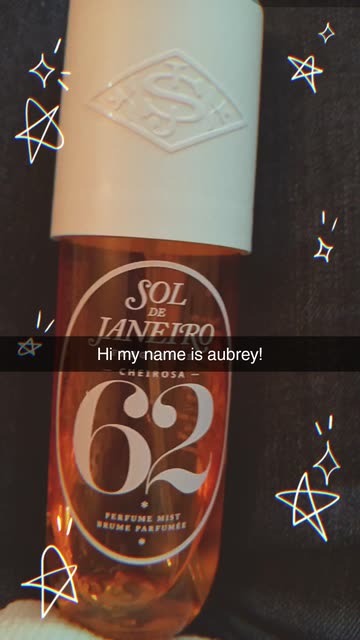 SOL
DE
JANEIRO
Hi my name is aubrey!
— CHEIROSA —
62
PERFUME MIST
BRUME PARFUMÉE